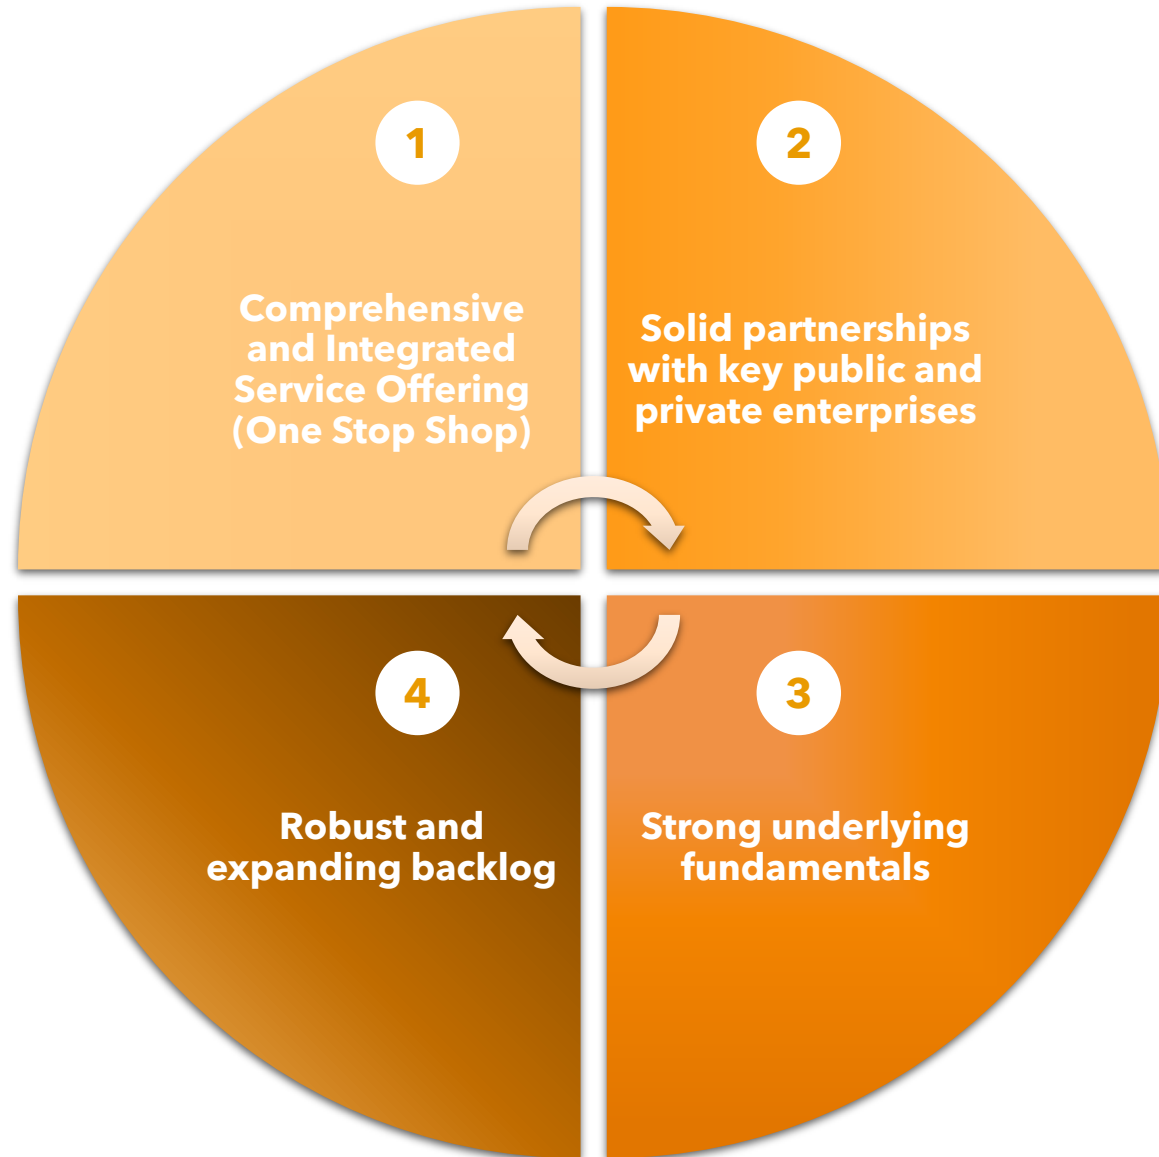 1
Comprehensive
and Integrated
Service Offering
(One Stop Shop)
2
Solid partnerships
with key public and
private enterprises
3
Strong underlying
fundamentals
4
Robust and
expanding backlog